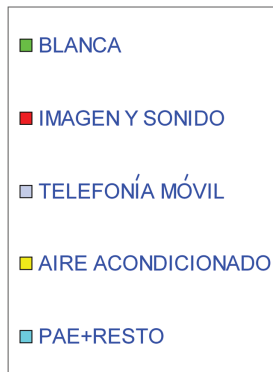 BLANCA
IMAGEN Y SONIDO
TELEFONÍA MÓVIL
AIRE ACONDICIONADO
PAE+RESTO